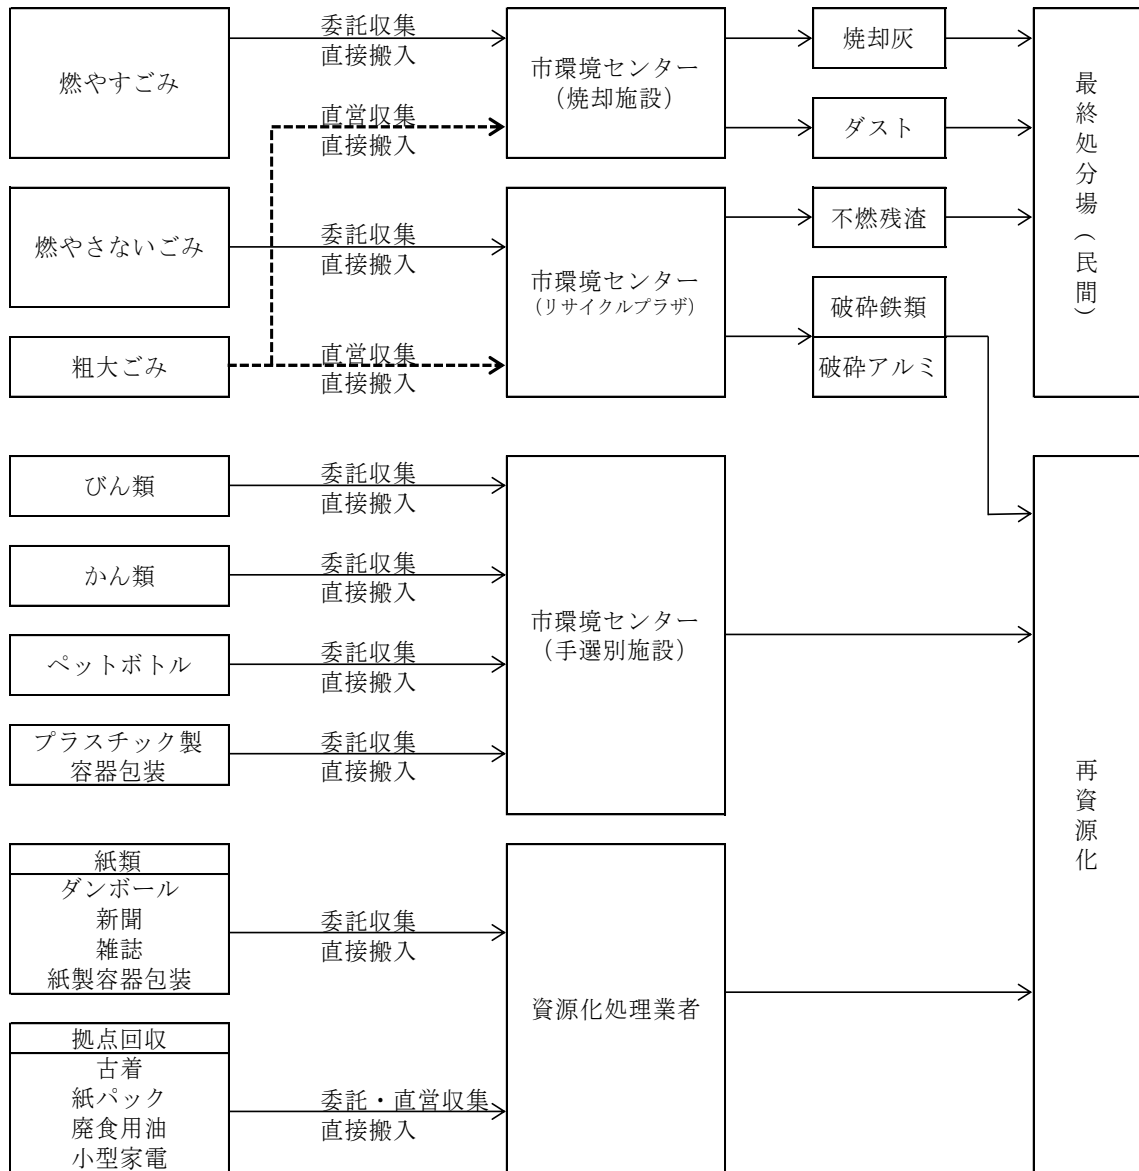 燃やすごみ
委託収集
直接搬入
直営収集
直接搬入
市環境センター
（焼却施設）
焼却灰
ダスト
最終処分場（民間）
燃やさないごみ
委託収集
直接搬入
粗大ごみ
直営収集
直接搬入
市環境センター
（リサイクルプラザ）
不燃残渣
破砕鉄類
破砕アルミ
びん類
委託収集
直接搬入
かん類
委託収集
直接搬入
ペットボトル
委託収集
直接搬入
プラスチック製
容器包装
委託収集
直接搬入
市環境センター
（手選別施設）
再資源化
紙類
ダンボール
新聞
雑誌
紙製容器包装
委託収集
直接搬入
拠点回収
古着
紙パック
廃食用油
小型家電
委託・直営収集
直接搬入
資源化処理業者